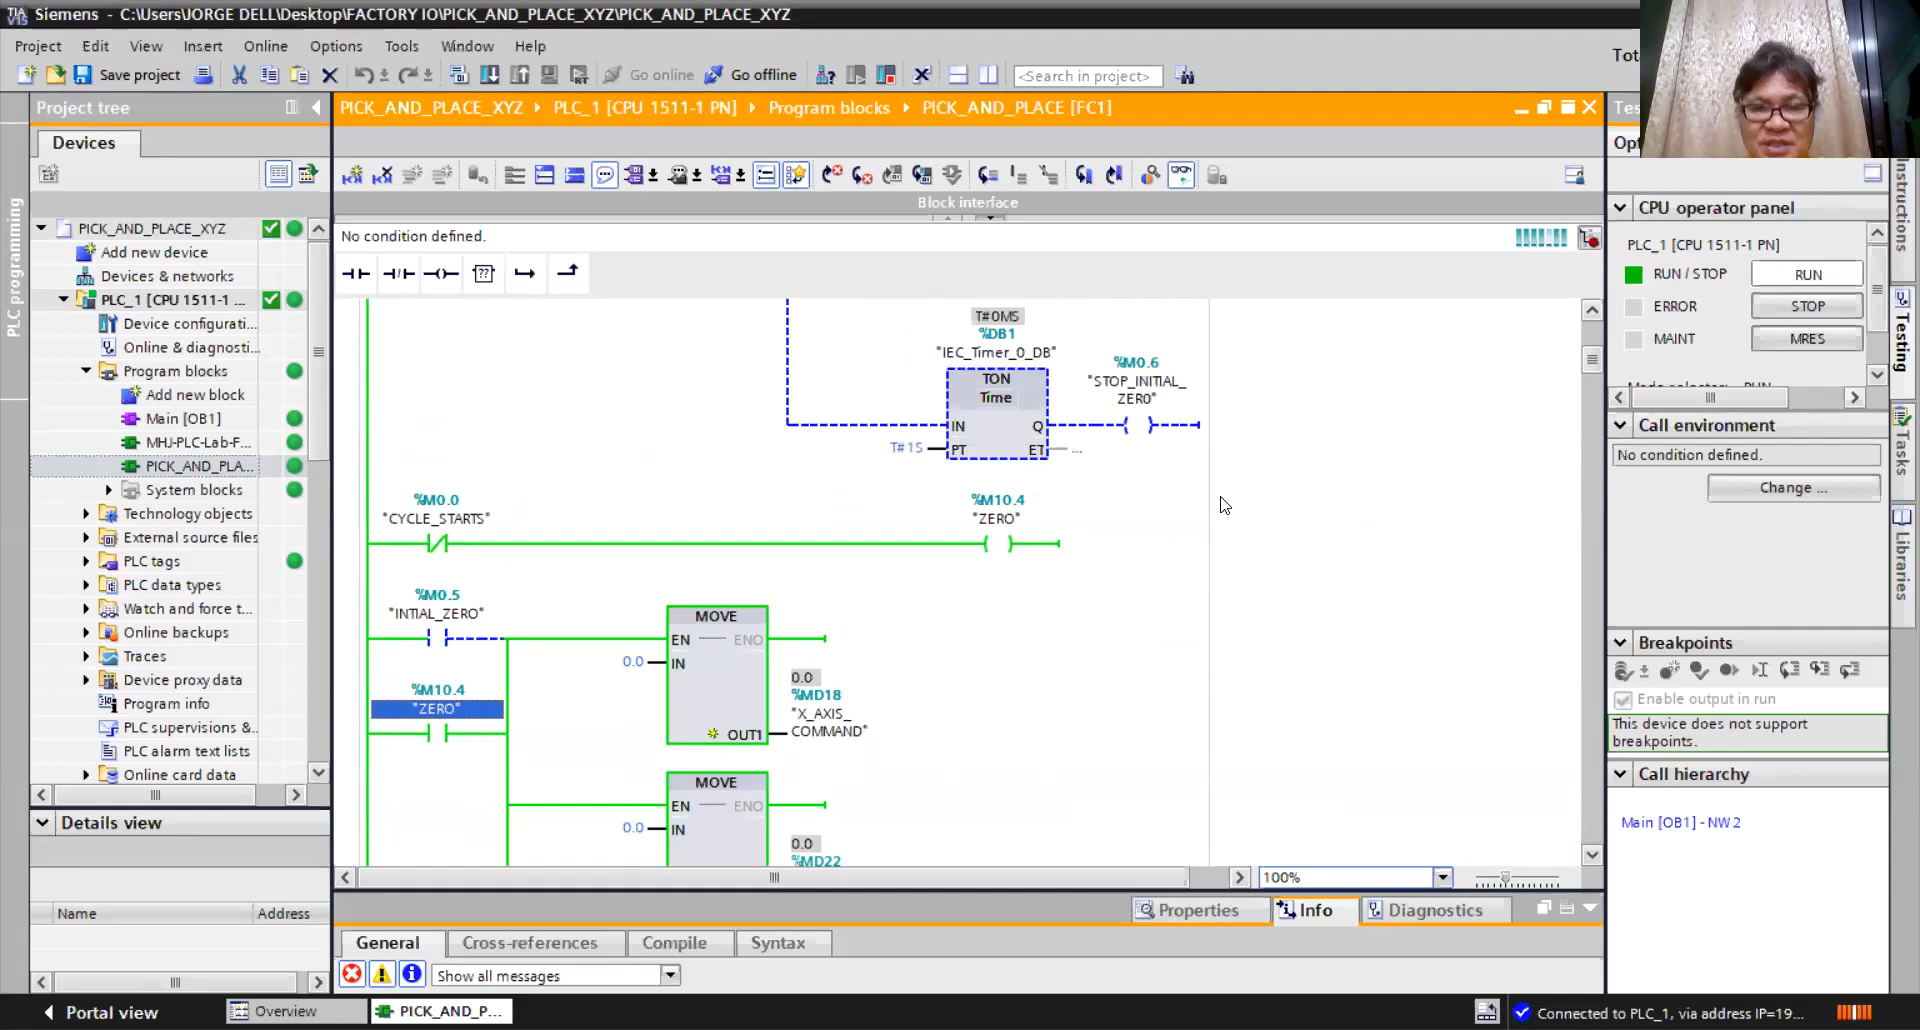 TIA
V15
Siemens - C:\Users\JORGE DELL\Desktop\FACTORY IO\PICK_AND_PLACE_XYZ\PICK_AND_PLACE_XYZ
Project Edit View Insert Online Options Tools Window Help
Tot
Save project
Go online
Go offline
<Search in project>
Project tree
PICK_AND_PLACE_XYZ
PLC_1 [CPU 1511-1 PN]
Program blocks
PICK_AND_PLACE [FC1]
Devices
PLC programming
PICK_AND_PLACE_XYZ
Add new device
Devices & networks
PLC_1 [CPU 1511-1 ...
Device configurati...
Online & diagnosti...
Program blocks
Add new block
Main [OB1]
MHJ-PLC-Lab-F...
PICK_AND_PLA...
System blocks
Technology objects
External source files
PLC tags
PLC data types
Watch and force t...
Online backups
Traces
Device proxy data
Program info
PLC supervisions &...
PLC alarm text lists
Online card data
Details view
Name
Address
Block interface
No condition defined.
??
T#0MS
%DB1
"IEC_Timer_0_DB"
TON
Time
IN
Q
T#1S
PT
ET
...
%M0.6
"STOP_INITIAL_
ZERO"
%M0.0
"CYCLE_STARTS"
%M10.4
"ZERO"
%M0.5
"INTIAL_ZERO"
MOVE
EN
ENO
0.0
IN
0.0
%MD18
"X_AXIS_
COMMAND"
OUT1
%M10.4
"ZERO"
MOVE
EN
ENO
0.0
IN
0.0
%MD22
100%
Properties
Info
Diagnostics
General
Cross-references
Compile
Syntax
Show all messages
Tes
Opt
CPU operator panel
PLC_1 [CPU 1511-1 PN]
RUN / STOP
RUN
ERROR
STOP
MAINT
MRES
Call environment
No condition defined.
Change ...
Breakpoints
Enable output in run
This device does not support
breakpoints.
Call hierarchy
Main [OB1] - NW 2
Instructions
Testing
Tasks
Libraries
Portal view
Overview
PICK_AND_P...
Connected to PLC_1, via address IP=19...